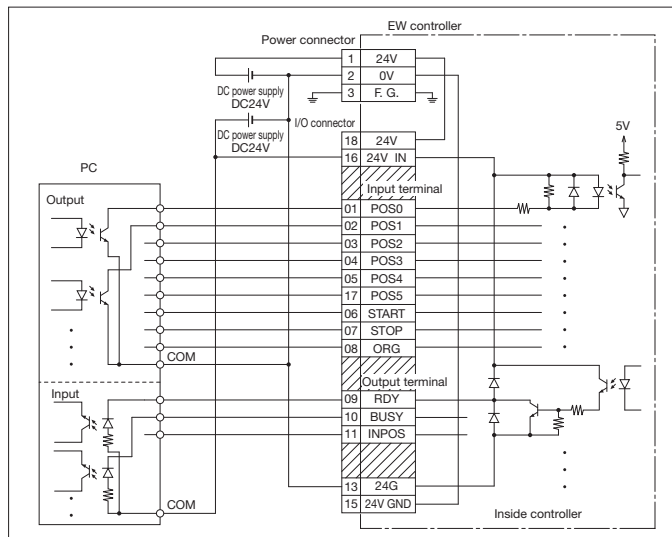 EW controller
Power connector
1 24V
2 0V
3 F. G.
DC power supply
DC24V
DC power supply
DC24V
I/O connector
18 24V
16 24V IN
5V
PC
Input terminal
Output
01 POS0
02 POS1
03 POS2
04 POS3
05 POS4
17 POS5
06 START
07 STOP
08 ORG
COM
Output terminal
Input
09 RDY
10 BUSY
11 INPOS
13 24G
COM
15 24V GND
Inside controller